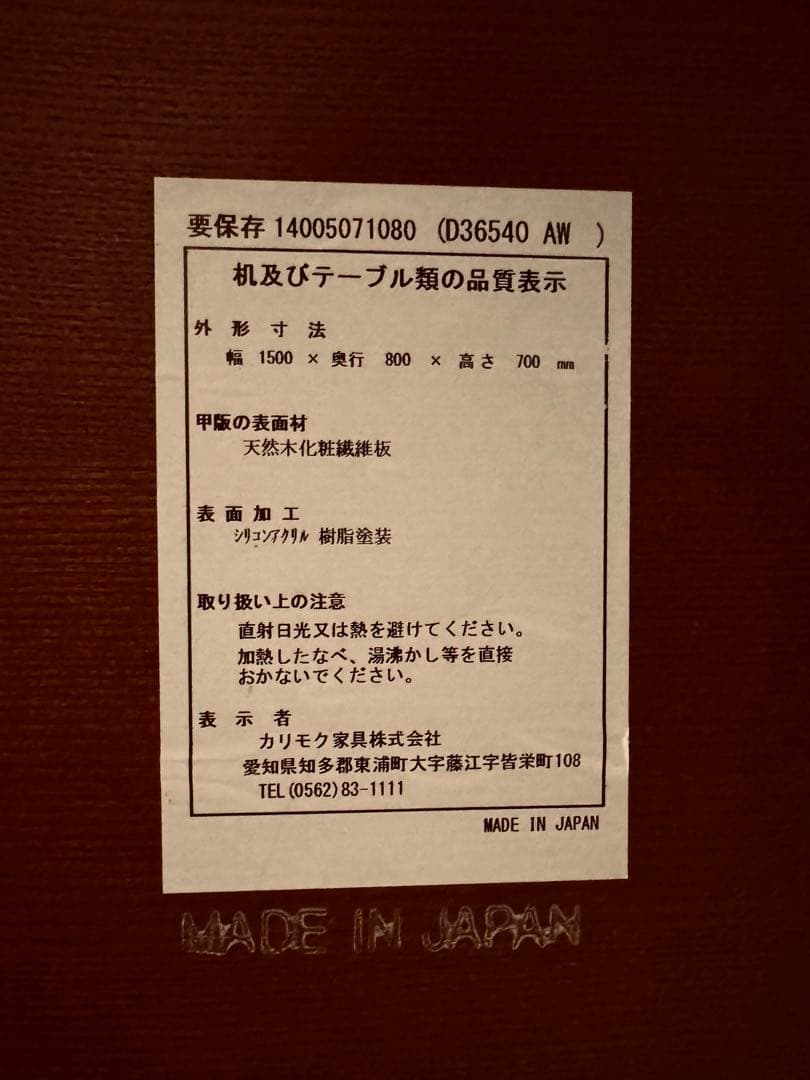 要保存 14005071080 (D36540 AW )
机及びテーブル類の品質表示
外形寸法
幅 1500 × 奥行 800 × 高さ 700 mm
甲版の表面材
天然木化粧繊維板
表面加工
ｼﾘｺﾝｱｸﾘﾙ 樹脂塗装
取り扱い上の注意
直射日光又は熱を避けてください。
加熱したなべ、湯沸かし等を直接
おかないでください。
表示者
カリモク家具株式会社
愛知県知多郡東浦町大字藤江字皆栄町108
TEL(0562)83-1111
MADE IN JAPAN
MADE IN JAPAN